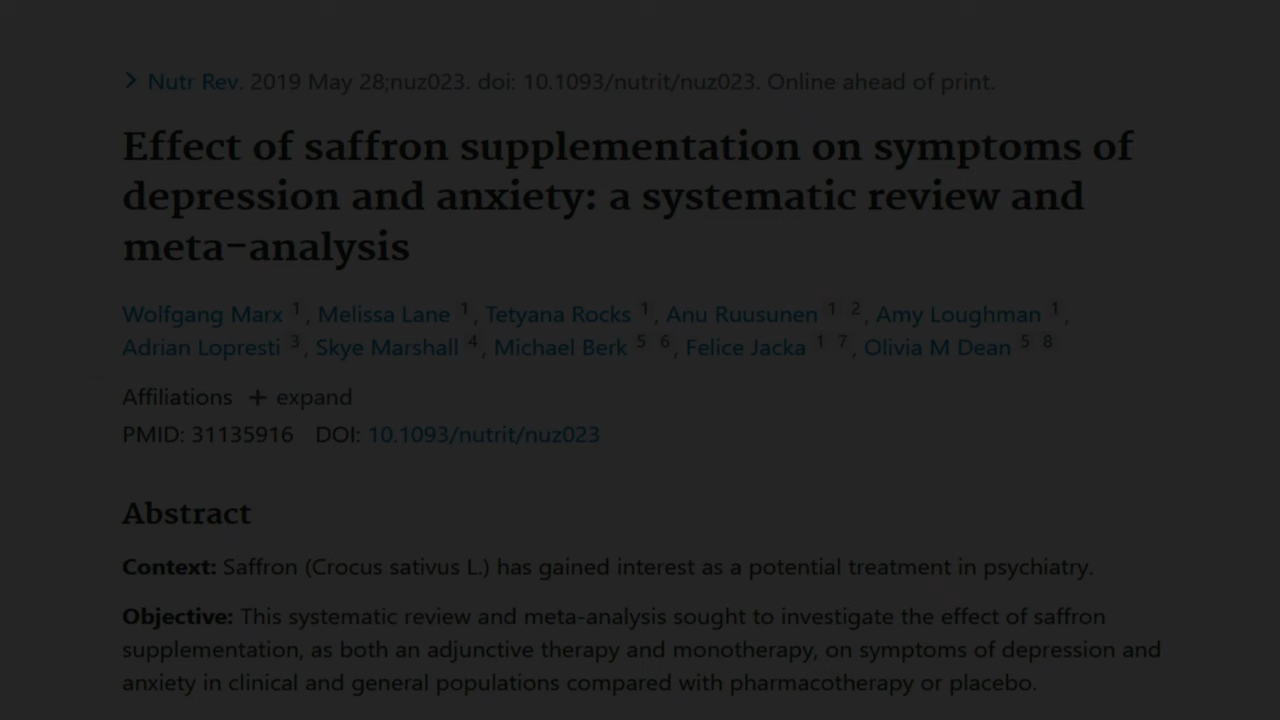 Nutr Rev. 2019 May 28;nuz023. doi: 10.1093/nutrit/nuz023. Online ahead of print.
Effect of saffron supplementation on symptoms of
depression and anxiety: a systematic review and
meta-analysis
Wolfgang Marx 1, Melissa Lane 1, Tetyana Rocks 1, Anu Ruusunen 1 2, Amy Loughman 1,
Adrian Lopresti 3, Skye Marshall 4, Michael Berk 5 6, Felice Jacka 1 7, Olivia M Dean 5 8
Affiliations + expand
PMID: 31135916 DOI: 10.1093/nutrit/nuz023
Abstract
Context: Saffron (Crocus sativus L.) has gained interest as a potential treatment in psychiatry.
Objective: This systematic review and meta-analysis sought to investigate the effect of saffron
supplementation, as both an adjunctive therapy and monotherapy, on symptoms of depression and
anxiety in clinical and general populations compared with pharmacotherapy or placebo.